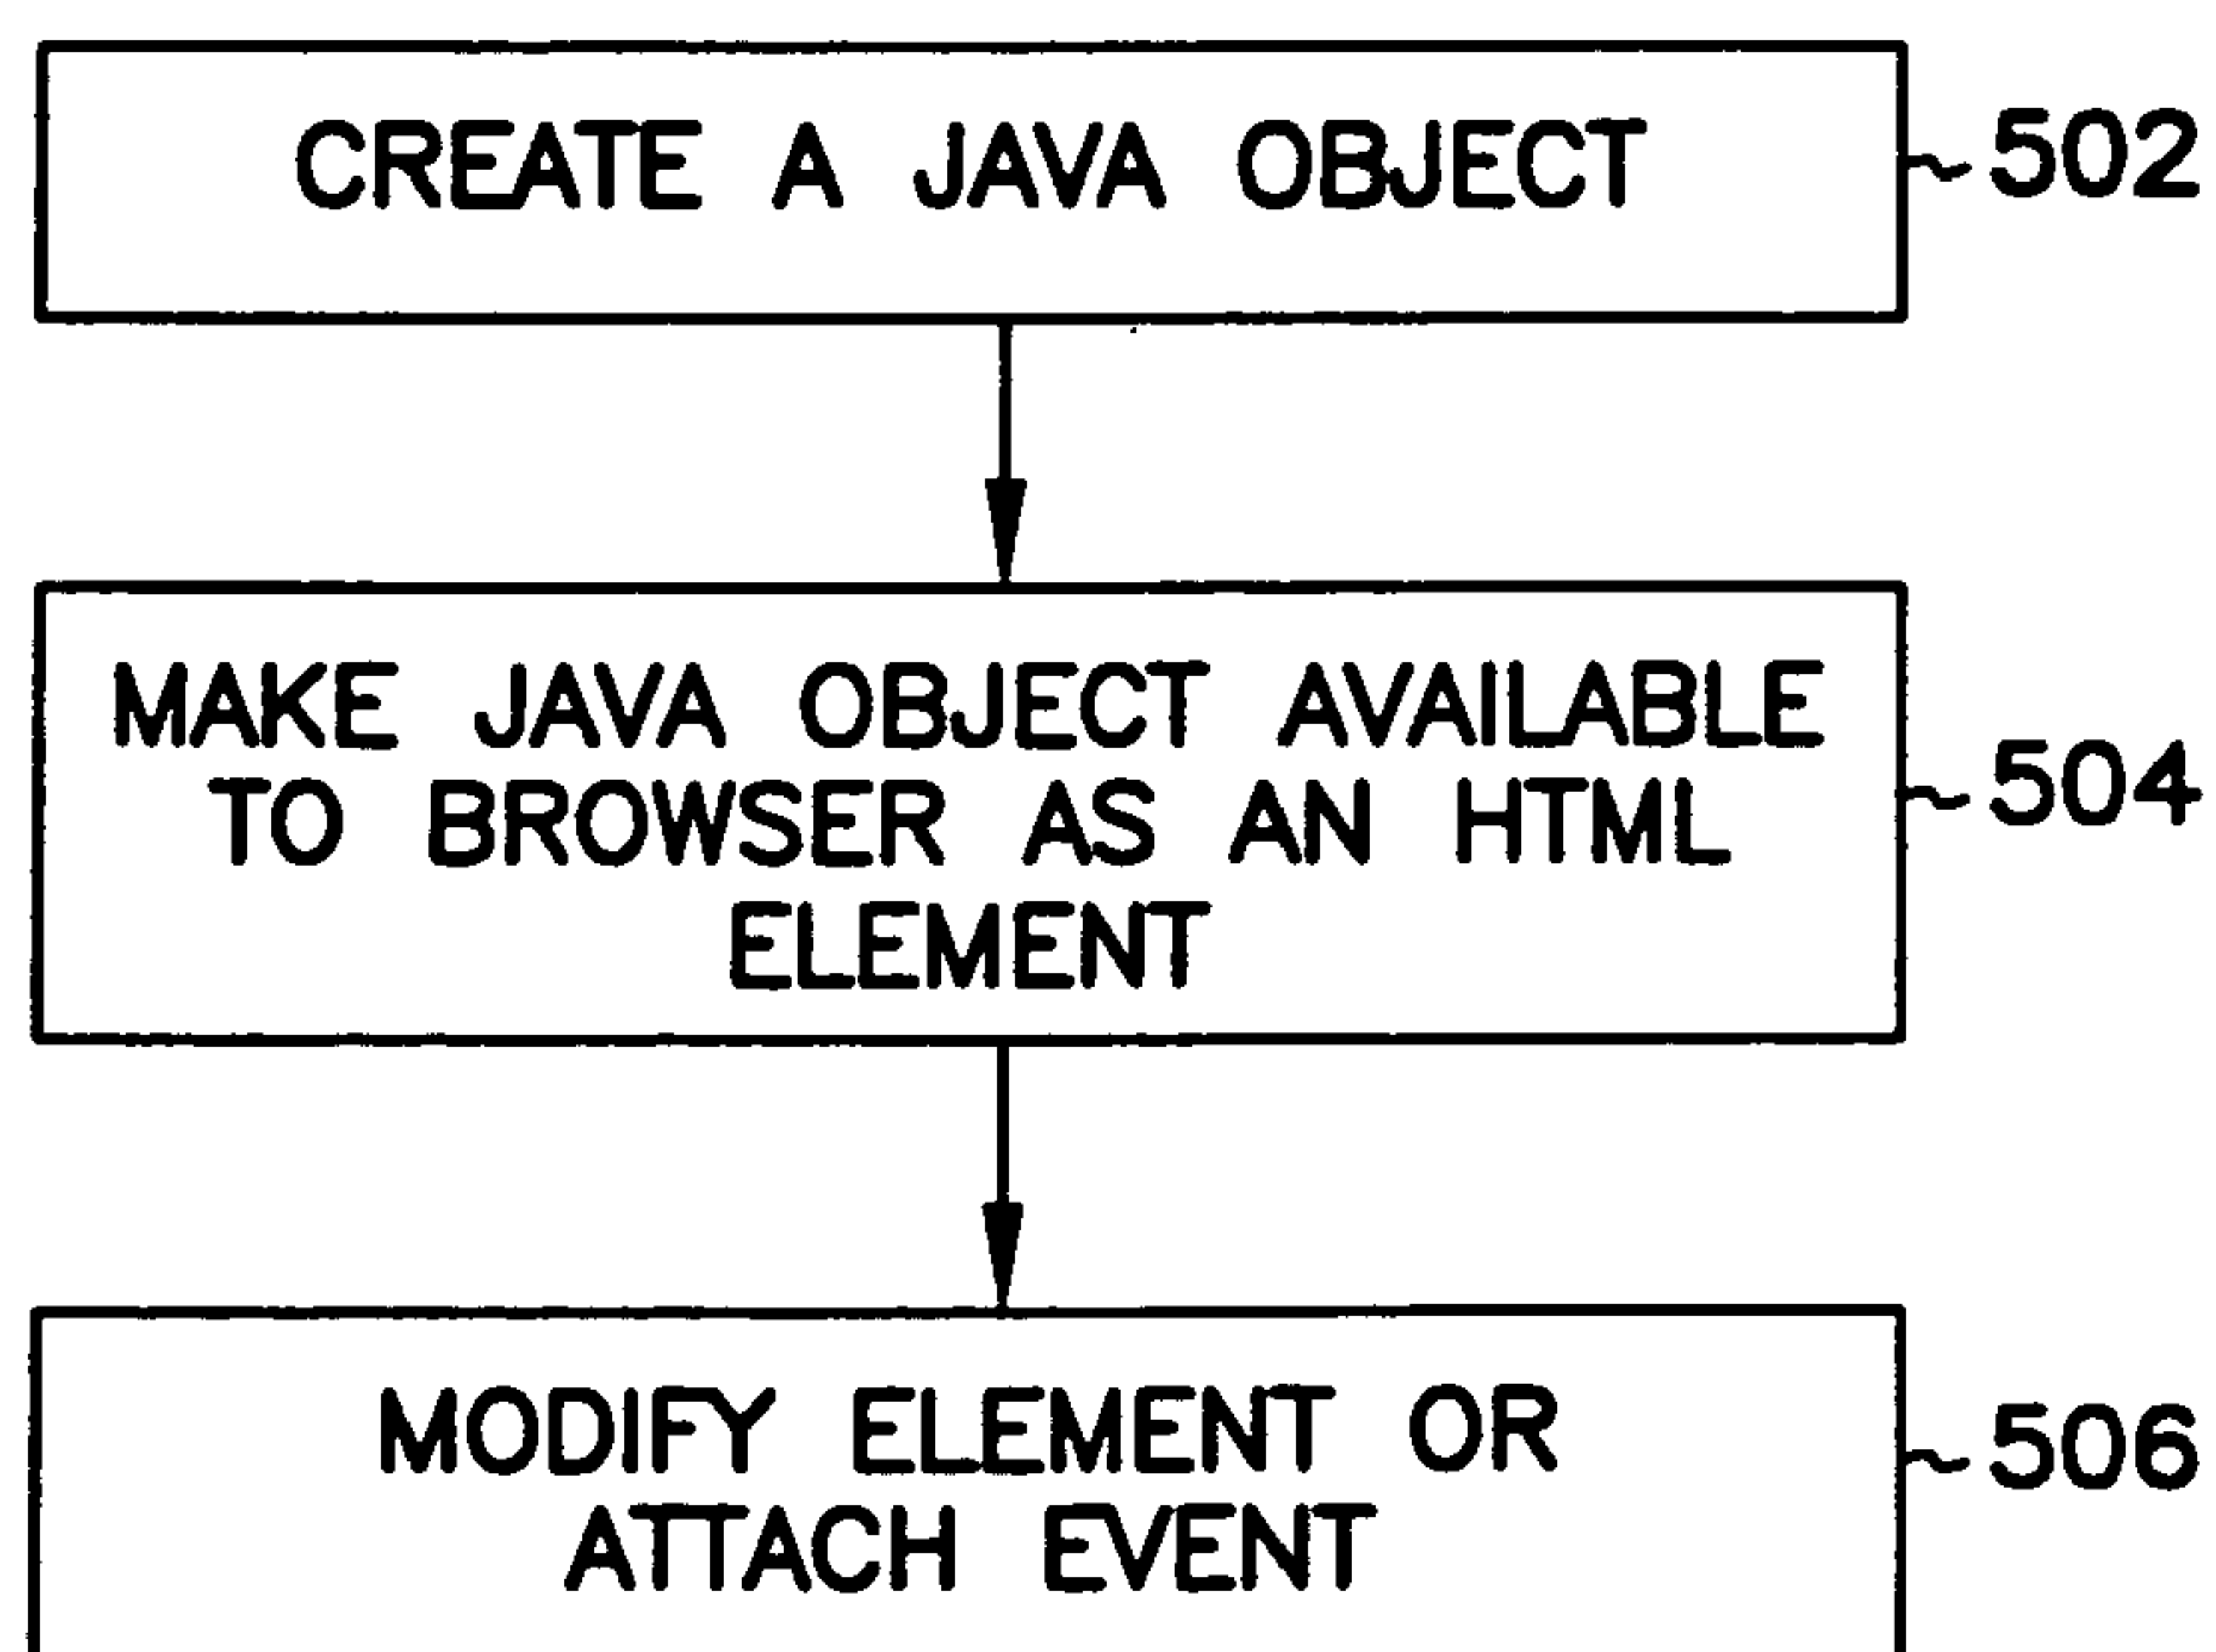 CREATE A JAVA OBJECT
502
MAKE JAVA OBJECT AVAILABLE
TO BROWSER AS AN HTML
ELEMENT
504
MODIFY ELEMENT OR
ATTACH EVENT
506